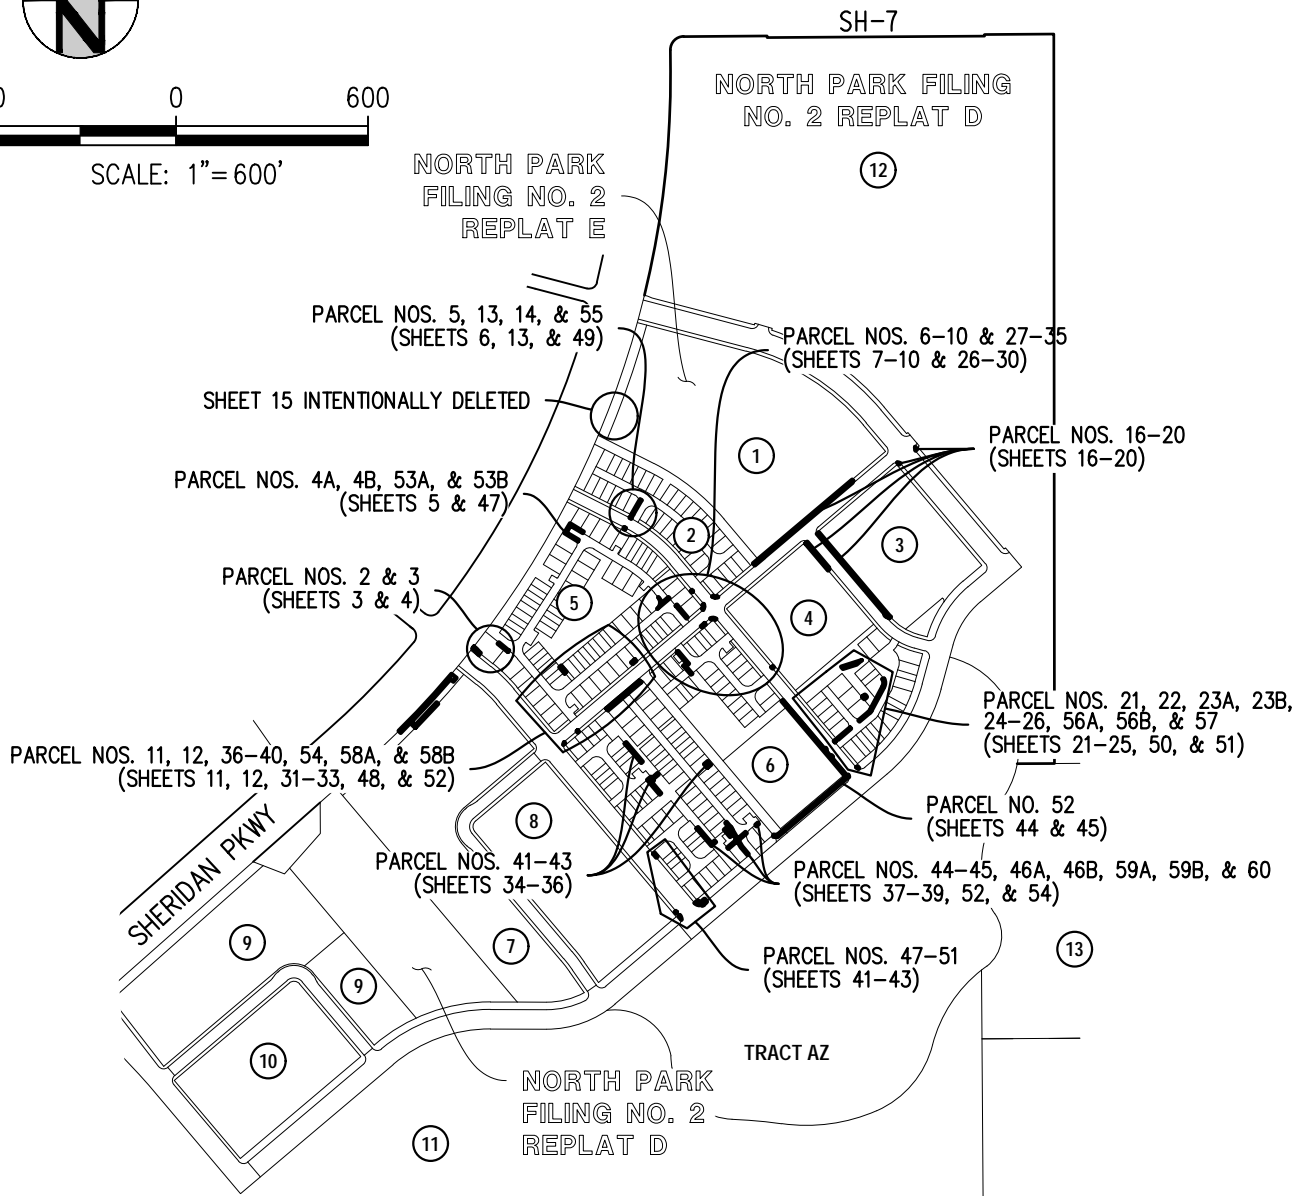 N
SH-7
0
0
600
SCALE: 1"=600'
NORTH PARK FILING
NO. 2 REPLAT D
12
NORTH PARK
FILING NO. 2
REPLAT E
PARCEL NOS. 5, 13, 14, & 55
(SHEETS 6, 13, & 49)
PARCEL NOS. 6-10 & 27-35
(SHEETS 7-10 & 26-30)
SHEET 15 INTENTIONALLY DELETED
PARCEL NOS. 16-20
(SHEETS 16-20)
1
PARCEL NOS. 4A, 4B, 53A, & 53B
(SHEETS 5 & 47)
2
3
PARCEL NOS. 2 & 3
(SHEETS 3 & 4)
5
4
PARCEL NOS. 21, 22, 23A, 23B,
24-26, 56A, 56B, & 57
(SHEETS 21-25, 50, & 51)
PARCEL NOS. 11, 12, 36-40, 54, 58A, & 58B
(SHEETS 11, 12, 31-33, 48, & 52)
6
PARCEL NO. 52
(SHEETS 44 & 45)
8
SHERIDAN PKWY
PARCEL NOS. 41-43
(SHEETS 34-36)
PARCEL NOS. 44-45, 46A, 46B, 59A, 59B, & 60
(SHEETS 37-39, 52, & 54)
9
7
13
PARCEL NOS. 47-51
(SHEETS 41-43)
9
10
TRACT AZ
NORTH PARK
FILING NO. 2
REPLAT D
11